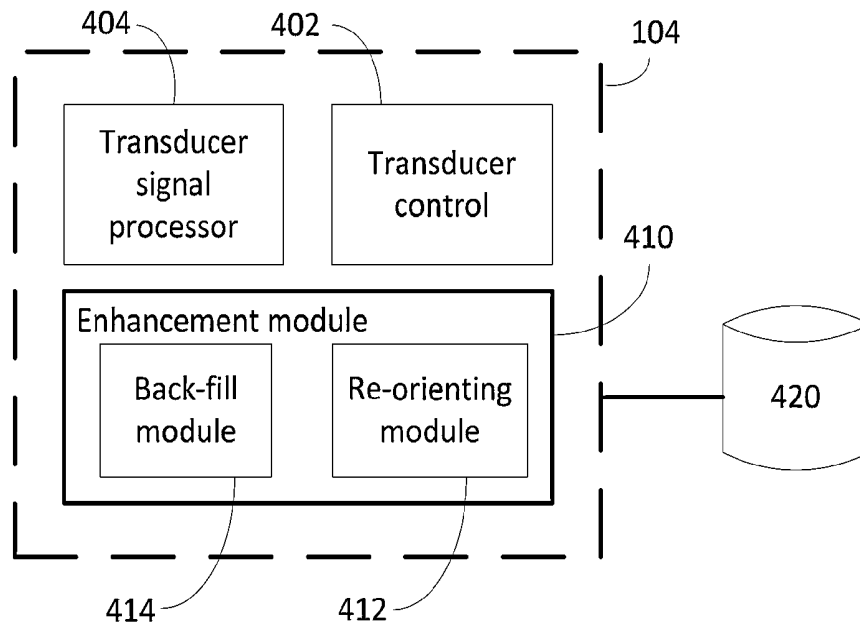 404
402
104
Transducer
signal
processor
Transducer
control
410
Enhancement module
Back-fill
module
Re-orienting
module
420
414
412